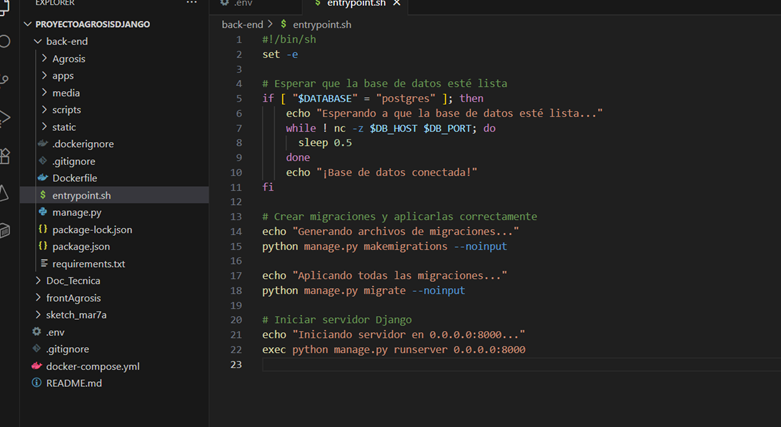 EXPLORER ...
PROYECTOAGROSISDJANGO
back-end
Agrosis
apps
media
scripts
static
.dockerignore
.gitignore
Dockerfile
$ entrypoint.sh
manage.py
{} package-lock.json
{} package.json
requirements.txt
Doc_Tecnica
frontAgrosis
sketch_mar7a
.env
.gitignore
docker-compose.yml
README.md
.env $ entrypoint.sh X
back-end > $ entrypoint.sh
1 #!/bin/sh
2 set -e
3
4 # Esperar que la base de datos esté lista
5 if [ "$DATABASE" = "postgres" ]; then
6 echo "Esperando a que la base de datos esté lista..."
7 while ! nc -z $DB_HOST $DB_PORT; do
8 sleep 0.5
9 done
10 echo "¡Base de datos conectada!"
11 fi
12
13 # Crear migraciones y aplicarlas correctamente
14 echo "Generando archivos de migraciones..."
15 python manage.py makemigrations --noinput
16
17 echo "Aplicando todas las migraciones..."
18 python manage.py migrate --noinput
19
20 # Iniciar servidor Django
21 echo "Iniciando servidor en 0.0.0.0:8000..."
22 exec python manage.py runserver 0.0.0.0:8000
23